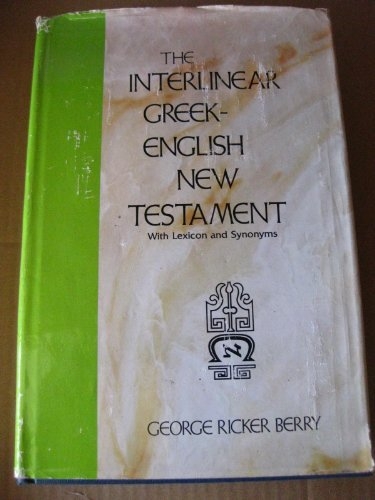 THE
INTERLINEAR
GREEK-
ENGLISH
NEW
TESTAMENT
With Lexicon and Synonyms
GEORGE RICKER BERRY